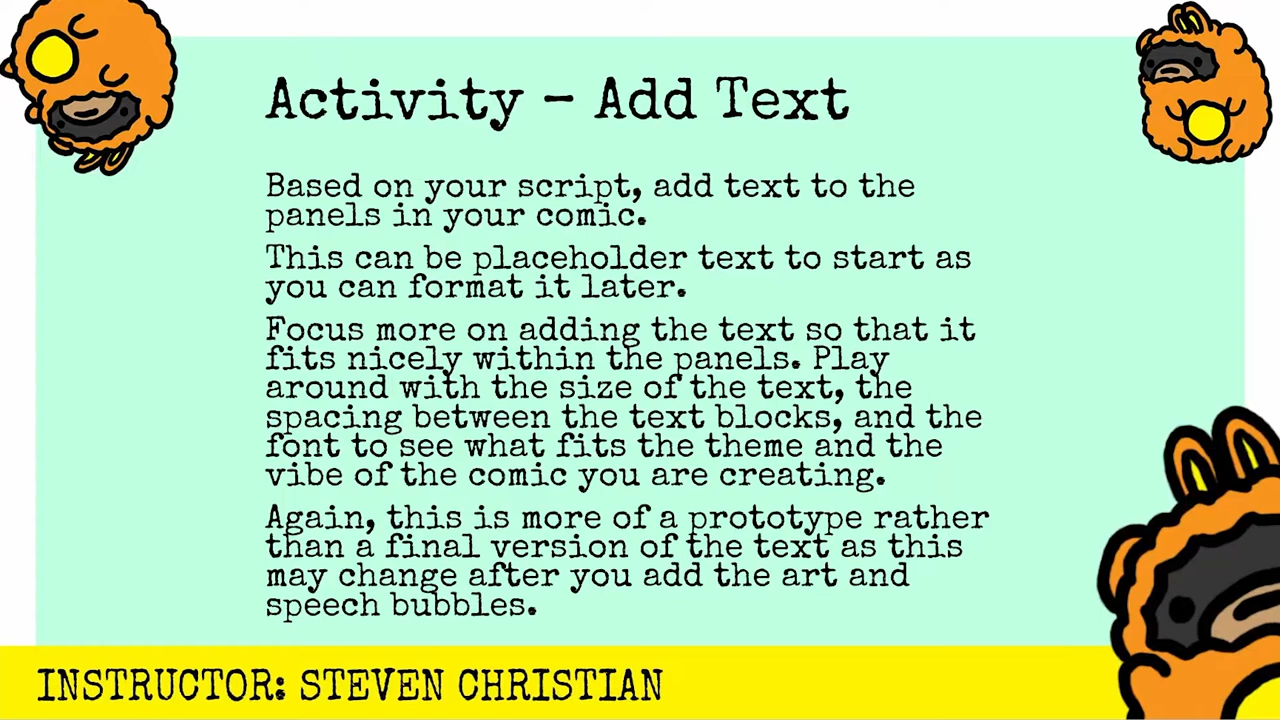 Activity – Add Text
Based on your script, add text to the
panels in your comic.
This can be placeholder text to start as
you can format it later.
Focus more on adding the text so that it
fits nicely within the panels. Play
around with the size of the text, the
spacing between the text blocks, and the
font to see what fits the theme and the
vibe of the comic you are creating.
Again, this is more of a prototype rather
than a final version of the text as this
may change after you add the art and
speech bubbles.
INSTRUCTOR: STEVEN CHRISTIAN